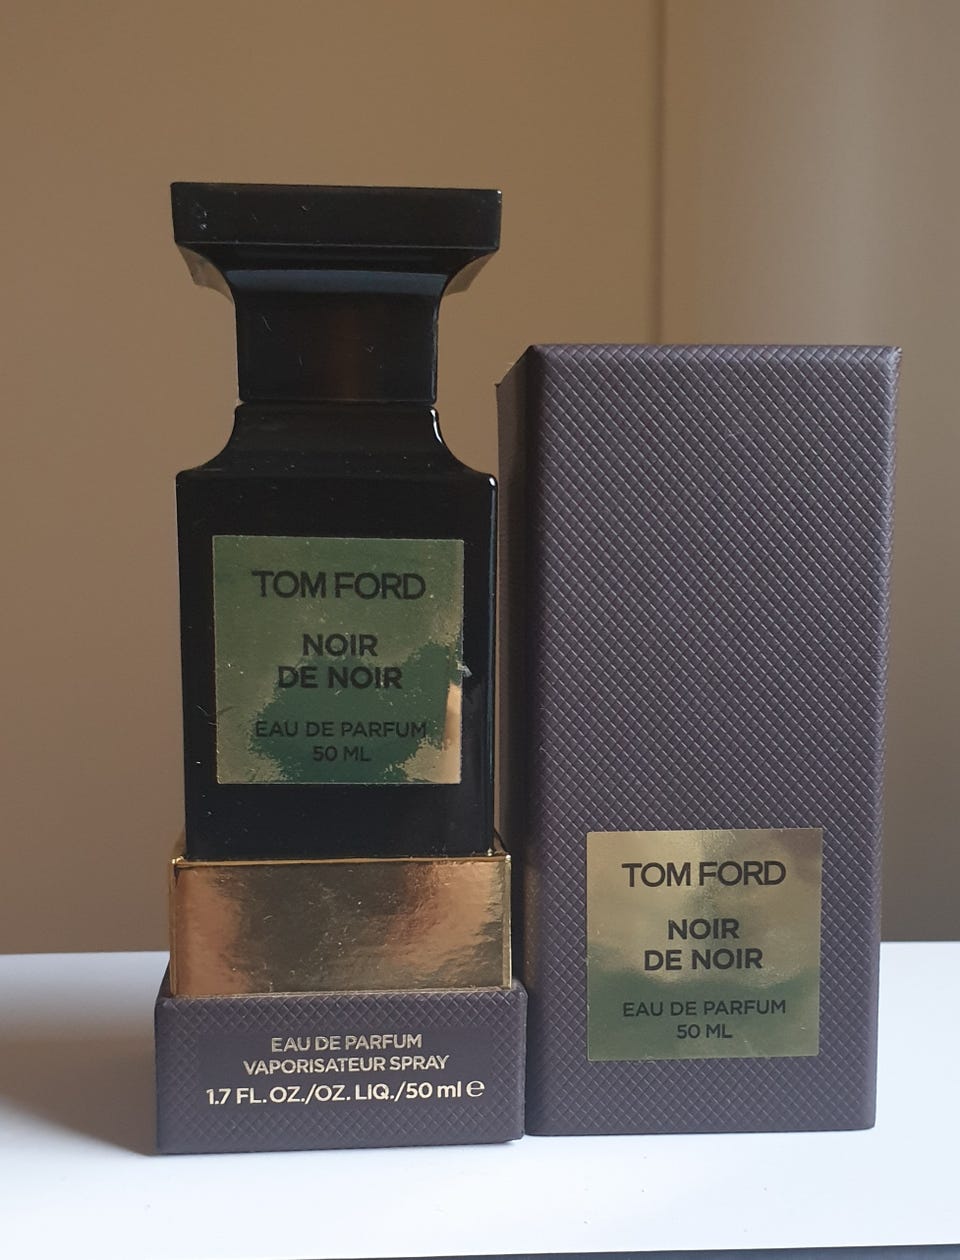 TOM FORD
NOIR
DE NOIR
EAU DE PARFUM
50 ML
EAU DE PARFUM
VAPORISATEUR SPRAY
1.7 FL. OZ./OZ. LIQ./50 ml ℮
TOM FORD
NOIR
DE NOIR
EAU DE PARFUM
50 ML